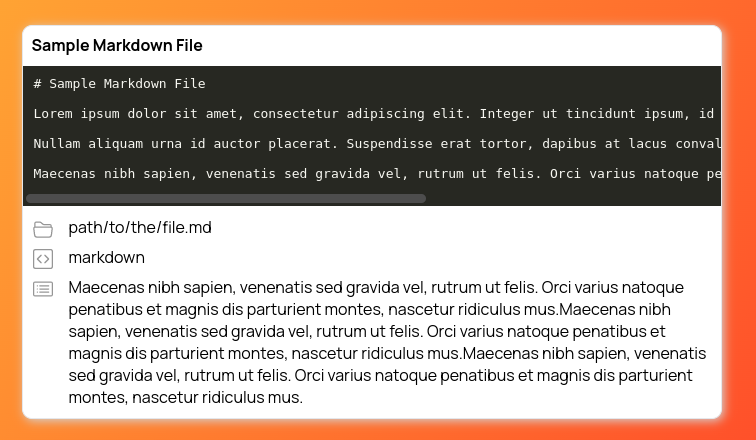 Sample Markdown File
# Sample Markdown File
Lorem ipsum dolor sit amet, consectetur adipiscing elit. Integer ut tincidunt ipsum, id
Nullam aliquam urna id auctor placerat. Suspendisse erat tortor, dapibus at lacus conval
Maecenas nibh sapien, venenatis sed gravida vel, rutrum ut felis. Orci varius natoque pe
path/to/the/file.md
markdown
Maecenas nibh sapien, venenatis sed gravida vel, rutrum ut felis. Orci varius natoque
penatibus et magnis dis parturient montes, nascetur ridiculus mus.Maecenas nibh
sapien, venenatis sed gravida vel, rutrum ut felis. Orci varius natoque penatibus et
magnis dis parturient montes, nascetur ridiculus mus.Maecenas nibh sapien, venenatis
sed gravida vel, rutrum ut felis. Orci varius natoque penatibus et magnis dis parturient
montes, nascetur ridiculus mus.